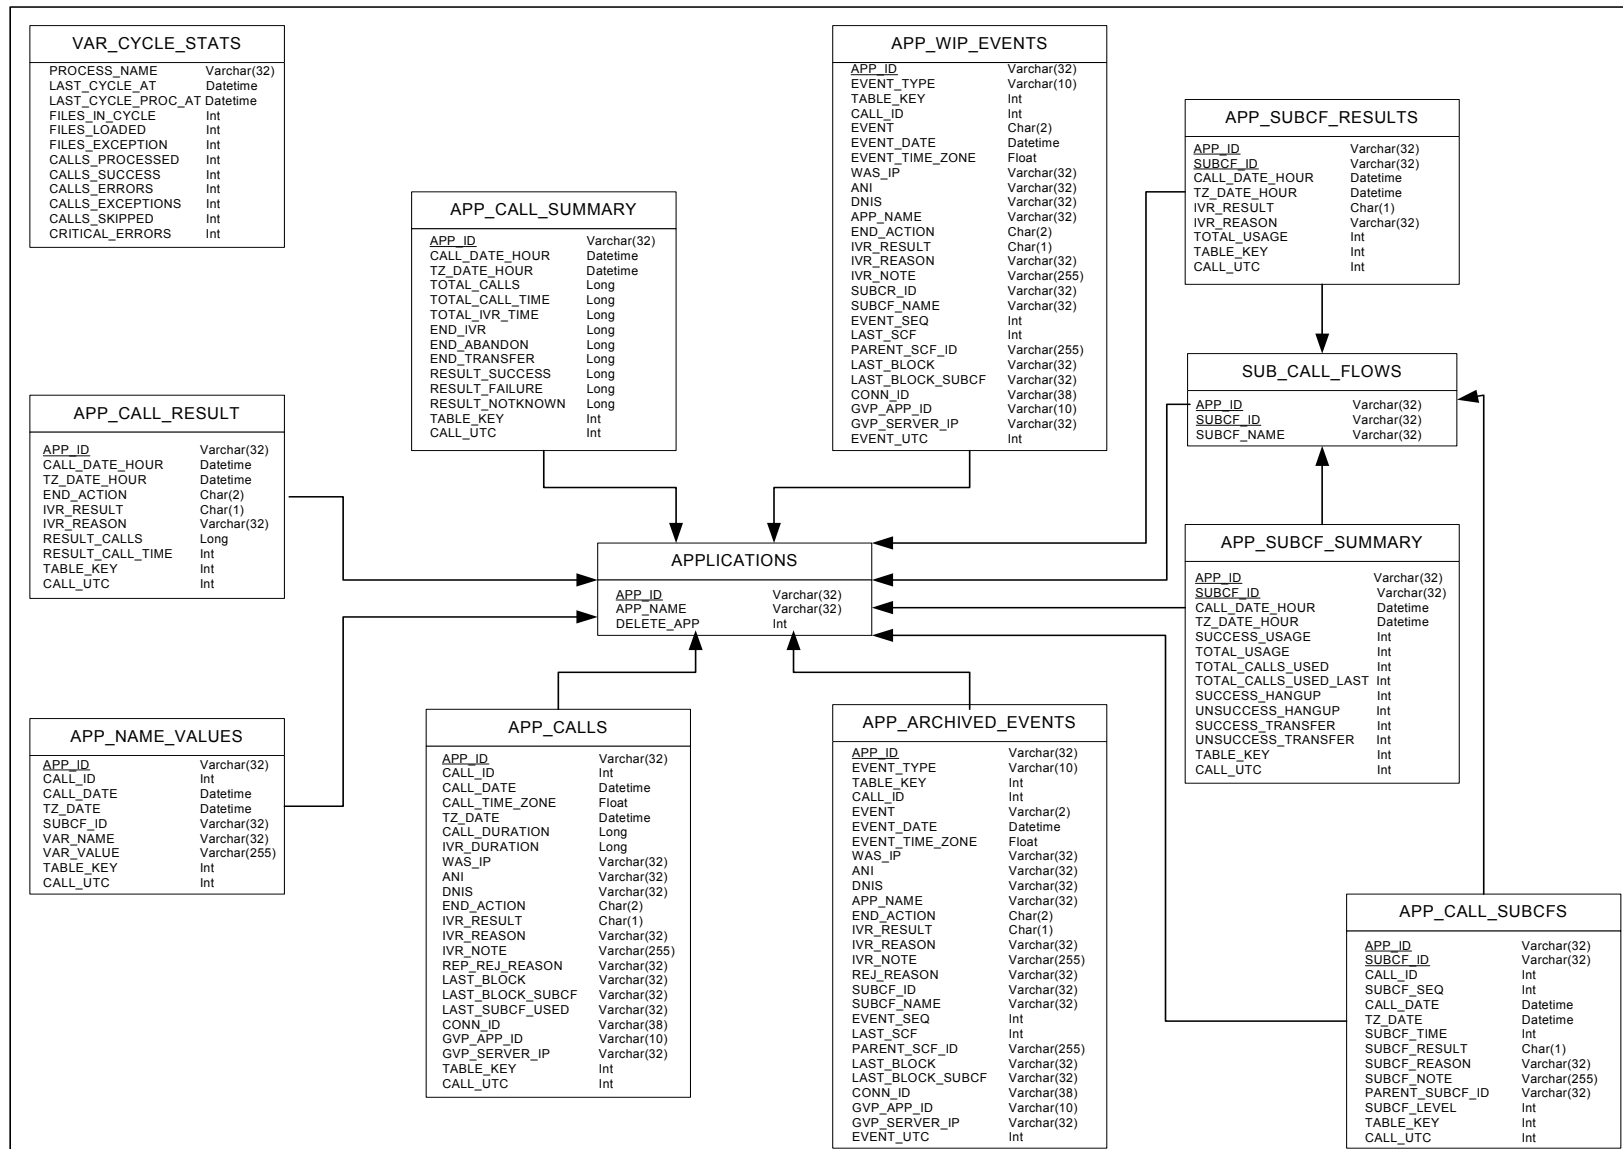 VAR_CYCLE_STATS
PROCESS_NAME Varchar(32)
LAST_CYCLE_AT Datetime
LAST_CYCLE_PROC_AT Datetime
FILES_IN_CYCLE Int
FILES_LOADED Int
FILES_EXCEPTION Int
CALLS_PROCESSED Int
CALLS_SUCCESS Int
CALLS_ERRORS Int
CALLS_EXCEPTIONS Int
CALLS_SKIPPED Int
CRITICAL_ERRORS Int
APP_CALL_SUMMARY
APP_ID Varchar(32)
CALL_DATE_HOUR Datetime
TZ_DATE_HOUR Datetime
TOTAL_CALLS Long
TOTAL_CALL_TIME Long
TOTAL_IVR_TIME Long
END_IVR Long
END_ABANDON Long
END_TRANSFER Long
RESULT_SUCCESS Long
RESULT_FAILURE Long
RESULT_NOTKNOWN Long
TABLE_KEY Int
CALL_UTC Int
APP_WIP_EVENTS
APP_ID Varchar(32)
EVENT_TYPE Varchar(10)
TABLE_KEY Int
CALL_ID Int
EVENT Char(2)
EVENT_DATE Datetime
EVENT_TIME_ZONE Float
WAS_IP Varchar(32)
ANI Varchar(32)
DNIS Varchar(32)
APP_NAME Varchar(32)
END_ACTION Char(2)
IVR_RESULT Char(1)
IVR_REASON Varchar(32)
IVR_NOTE Varchar(255)
SUBCR_ID Varchar(32)
SUBCF_NAME Varchar(32)
EVENT_SEQ Int
LAST_SCF Int
PARENT_SCF_ID Varchar(255)
LAST_BLOCK Varchar(32)
LAST_BLOCK_SUBCF Varchar(32)
CONN_ID Varchar(38)
GVP_APP_ID Varchar(10)
GVP_SERVER_IP Varchar(32)
EVENT_UTC Int
APP_SUBCF_RESULTS
APP_ID Varchar(32)
SUBCF_ID Varchar(32)
CALL_DATE_HOUR Datetime
TZ_DATE_HOUR Datetime
IVR_RESULT Char(1)
IVR_REASON Varchar(32)
TOTAL_USAGE Int
TABLE_KEY Int
CALL_UTC Int
SUB_CALL_FLOWS
APP_ID Varchar(32)
SUBCF_ID Varchar(32)
SUBCF_NAME Varchar(32)
APP_CALL_RESULT
APP_ID Varchar(32)
CALL_DATE_HOUR Datetime
TZ_DATE_HOUR Datetime
END_ACTION Char(2)
IVR_RESULT Char(1)
IVR_REASON Varchar(32)
RESULT_CALLS Long
RESULT_CALL_TIME Int
TABLE_KEY Int
CALL_UTC Int
APPLICATIONS
APP_ID Varchar(32)
APP_NAME Varchar(32)
DELETE_APP Int
APP_SUBCF_SUMMARY
APP_ID Varchar(32)
SUBCF_ID Varchar(32)
CALL_DATE_HOUR Datetime
TZ_DATE_HOUR Datetime
SUCCESS_USAGE Int
TOTAL_USAGE Int
TOTAL_CALLS_USED Int
TOTAL_CALLS_USED_LAST Int
SUCCESS_HANGUP Int
UNSUCCESS_HANGUP Int
SUCCESS_TRANSFER Int
UNSUCCESS_TRANSFER Int
TABLE_KEY Int
CALL_UTC Int
APP_NAME_VALUES
APP_ID Varchar(32)
CALL_ID Int
CALL_DATE Datetime
TZ_DATE Datetime
SUBCF_ID Varchar(32)
VAR_NAME Varchar(32)
VAR_VALUE Varchar(255)
TABLE_KEY Int
CALL_UTC Int
APP_CALLS
APP_ID Varchar(32)
CALL_ID Int
CALL_DATE Datetime
CALL_TIME_ZONE Float
TZ_DATE Datetime
CALL_DURATION Long
IVR_DURATION Long
WAS_IP Varchar(32)
ANI Varchar(32)
DNIS Varchar(32)
END_ACTION Char(2)
IVR_RESULT Char(1)
IVR_REASON Varchar(32)
IVR_NOTE Varchar(255)
REP_REJ_REASON Varchar(32)
LAST_BLOCK Varchar(32)
LAST_BLOCK_SUBCF Varchar(32)
LAST_SUBCF_USED Varchar(32)
CONN_ID Varchar(38)
GVP_APP_ID Varchar(10)
GVP_SERVER_IP Varchar(32)
TABLE_KEY Int
CALL_UTC Int
APP_ARCHIVED_EVENTS
APP_ID Varchar(32)
EVENT_TYPE Varchar(10)
TABLE_KEY Int
CALL_ID Int
EVENT Varchar(2)
EVENT_DATE Datetime
EVENT_TIME_ZONE Float
WAS_IP Varchar(32)
ANI Varchar(32)
DNIS Varchar(32)
APP_NAME Varchar(32)
END_ACTION Char(2)
IVR_RESULT Char(1)
IVR_REASON Varchar(32)
IVR_NOTE Varchar(255)
REJ_REASON Varchar(32)
SUBCF_ID Varchar(32)
SUBCF_NAME Varchar(32)
EVENT_SEQ Int
LAST_SCF Int
PARENT_SCF_ID Varchar(255)
LAST_BLOCK Varchar(32)
LAST_BLOCK_SUBCF Varchar(32)
CONN_ID Varchar(38)
GVP_APP_ID Varchar(10)
GVP_SERVER_IP Varchar(32)
EVENT_UTC Int
APP_CALL_SUBCFS
APP_ID Varchar(32)
SUBCF_ID Varchar(32)
CALL_ID Int
SUBCF_SEQ Int
CALL_DATE Datetime
TZ_DATE Datetime
SUBCF_TIME Int
SUBCF_RESULT Char(1)
SUBCF_REASON Varchar(32)
SUBCF_NOTE Varchar(255)
PARENT_SUBCF_ID Varchar(32)
SUBCF_LEVEL Int
TABLE_KEY Int
CALL_UTC Int